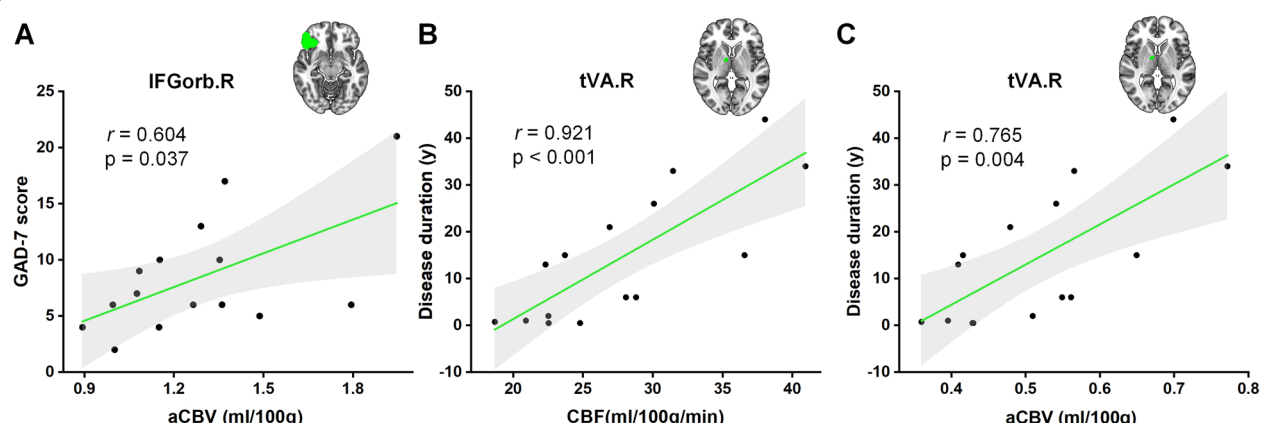 A
IFGorb.R
r = 0.604
p = 0.037
GAD-7 score
25
20
15
10
5
0
0.9 1.2 1.5 1.8
aCBV (ml/100g)
B
tVA.R
r = 0.921
p < 0.001
Disease duration (y)
50
40
30
20
10
0
-10
20 25 30 35 40
CBF(ml/100g/min)
C
tVA.R
r = 0.765
p = 0.004
Disease duration (y)
50
40
30
20
10
0
-10
0.4 0.5 0.6 0.7 0.8
aCBV (ml/100g)